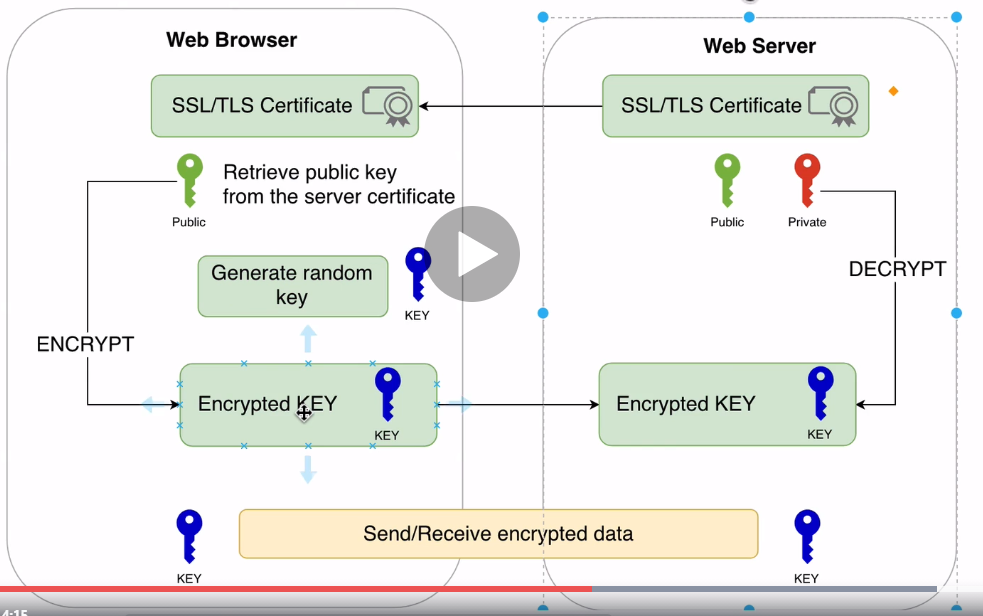 Web Browser
Web Server
SSL/TLS Certificate
SSL/TLS Certificate
Retrieve public key
from the server certificate
Public
Public
Private
Generate random
key
KEY
DECRYPT
ENCRYPT
Encrypted KEY
KEY
Encrypted KEY
KEY
Send/Receive encrypted data
KEY
KEY
4:15